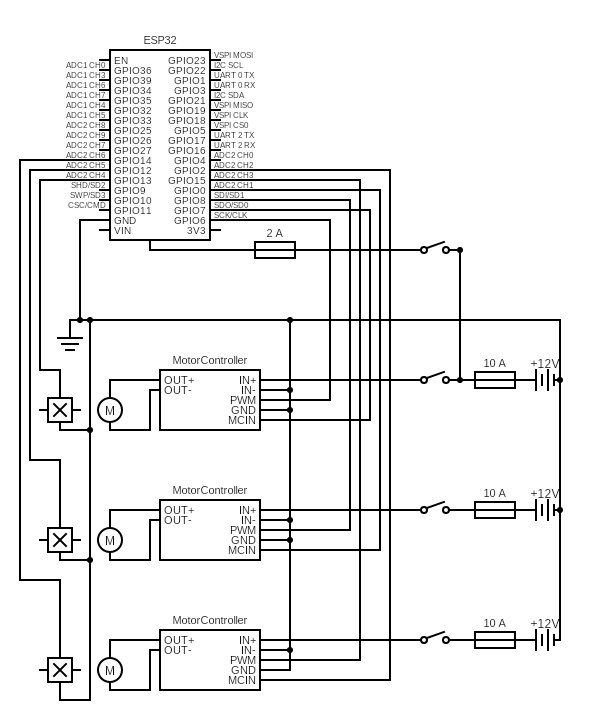 ESP32
VSPI MOSI
EN GPIO23
ADC1 CH0 GPIO36 GPIO22 I2C SCL
ADC1 CH3 GPIO39 GPIO1 UART 0 TX
ADC1 CH6 GPIO34 GPIO3 UART 0 RX
ADC1 CH7 GPIO35 GPIO21 I2C SDA
ADC1 CH4 GPIO32 GPIO19 VSPI MISO
ADC1 CH5 GPIO33 GPIO18 VSPI CLK
ADC2 CH8 GPIO25 GPIO5 VSPI CS0
ADC2 CH9 GPIO26 GPIO17 UART 2 TX
ADC2 CH7 GPIO27 GPIO16 UART 2 RX
ADC2 CH6 GPIO14 GPIO4 ADC2 CH0
ADC2 CH5 GPIO12 GPIO2 ADC2 CH2
ADC2 CH4 GPIO13 GPIO15 ADC2 CH3
SHD/SD2 GPIO9 GPIO0 ADC2 CH1
SWP/SD3 GPIO10 GPIO8 SDI/SD1
CSC/CMD GPIO11 GPIO7 SDO/SD0
GND GPIO6 SCK/CLK
VIN 3V3
2 A
MotorController
10 A +12V
OUT+ IN+
OUT- IN-
PWM
M GND
MCIN
MotorController
10 A +12V
OUT+ IN+
OUT- IN-
PWM
M GND
MCIN
MotorController
10 A +12V
OUT+ IN+
OUT- IN-
PWM
M GND
MCIN